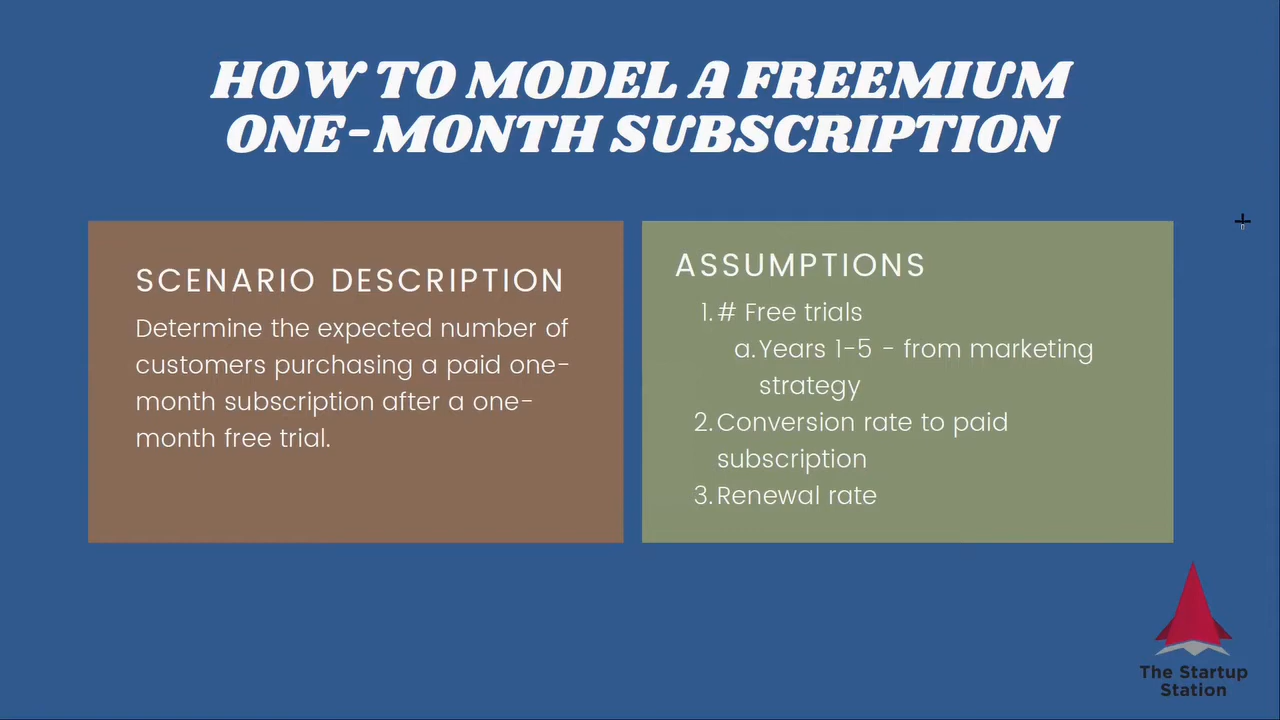 HOW TO MODEL A FREEMIUM
ONE-MONTH SUBSCRIPTION
SCENARIO DESCRIPTION
Determine the expected number of
customers purchasing a paid one-
month subscription after a one-
month free trial.
ASSUMPTIONS
1. # Free trials
a. Years 1-5 - from marketing
strategy
2. Conversion rate to paid
subscription
3. Renewal rate
The Startup
Station